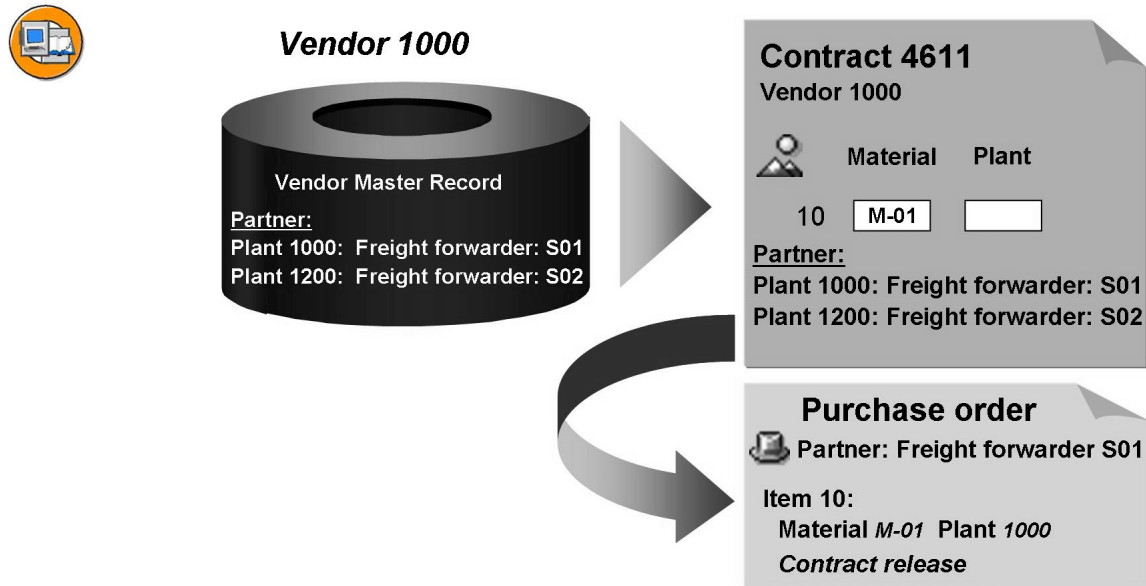 Vendor 1000
Vendor Master Record
Partner:
Plant 1000: Freight forwarder: S01
Plant 1200: Freight forwarder: S02
Contract 4611
Vendor 1000
Material Plant
10 M-01
Partner:
Plant 1000: Freight forwarder: S01
Plant 1200: Freight forwarder: S02
Purchase order
Partner: Freight forwarder S01
Item 10:
Material M-01 Plant 1000
Contract release